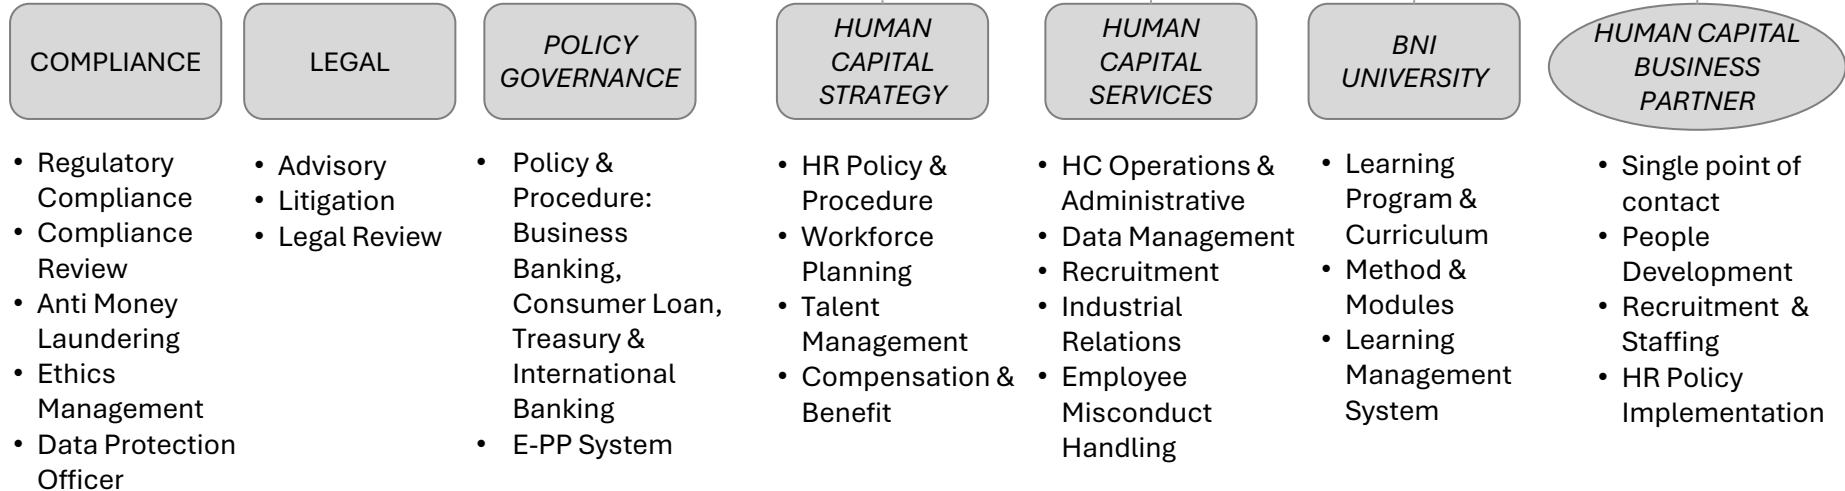 COMPLIANCE
• Regulatory
Compliance
• Compliance
Review
• Anti Money
Laundering
• Ethics
Management
• Data Protection
Officer
LEGAL
• Advisory
• Litigation
• Legal Review
POLICY
GOVERNANCE
• Policy &
Procedure:
Business
Banking,
Consumer Loan,
Treasury &
International
Banking
• E-PP System
HUMAN
CAPITAL
STRATEGY
• HR Policy &
Procedure
• Workforce
Planning
• Talent
Management
• Compensation &
Benefit
HUMAN
CAPITAL
SERVICES
• HC Operations &
Administrative
• Data Management
• Recruitment
• Industrial
Relations
• Employee
Misconduct
Handling
BNI
UNIVERSITY
• Learning
Program &
Curriculum
• Method &
Modules
• Learning
Management
System
HUMAN CAPITAL
BUSINESS
PARTNER
• Single point of
contact
• People
Development
• Recruitment &
Staffing
• HR Policy
Implementation